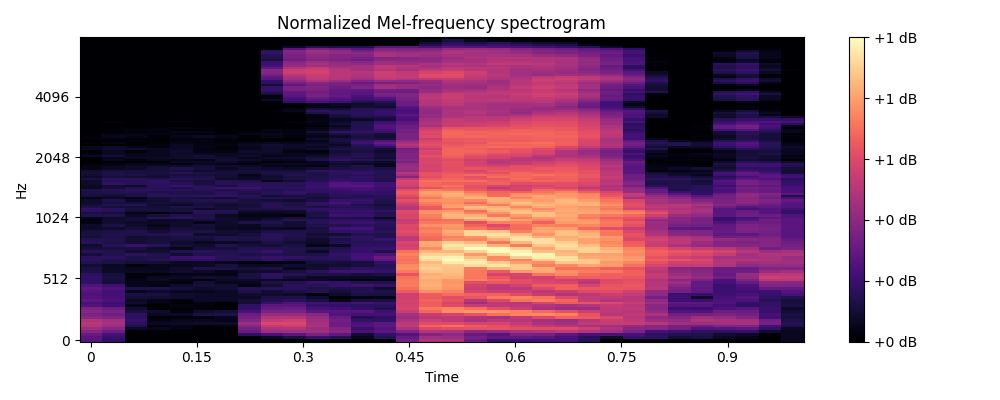 Normalized Mel-frequency spectrogram
Hz
4096
2048
1024
512
0
0 0.15 0.3 0.45 0.6 0.75 0.9
Time
+1 dB
+1 dB
+1 dB
+0 dB
+0 dB
+0 dB